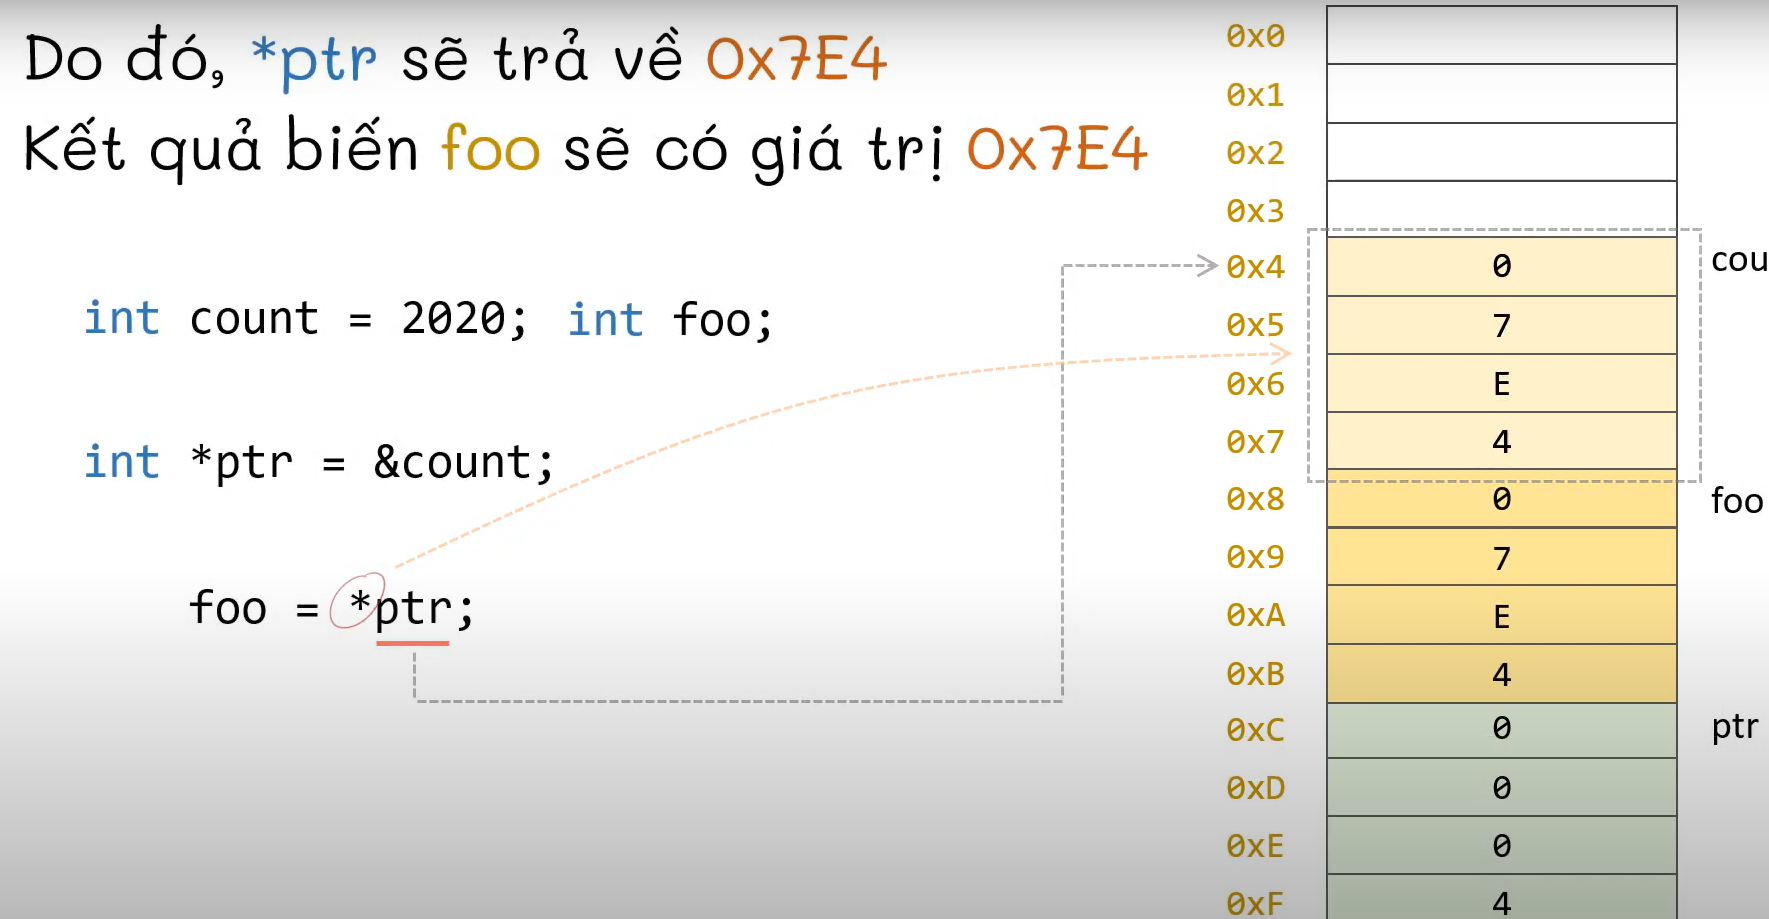 Do đó, *ptr sẽ trả về 0x7E4
Kết quả biến foo sẽ có giá trị 0x7E4
int count = 2020; int foo;
int *ptr = &count;
foo = *ptr;
0x0
0x1
0x2
0x3
0x4 0 cou
0x5 7
0x6 E
0x7 4
0x8 0 foo
0x9 7
0xA E
0xB 4
0xC 0 ptr
0xD 0
0xE 0
0xF 4